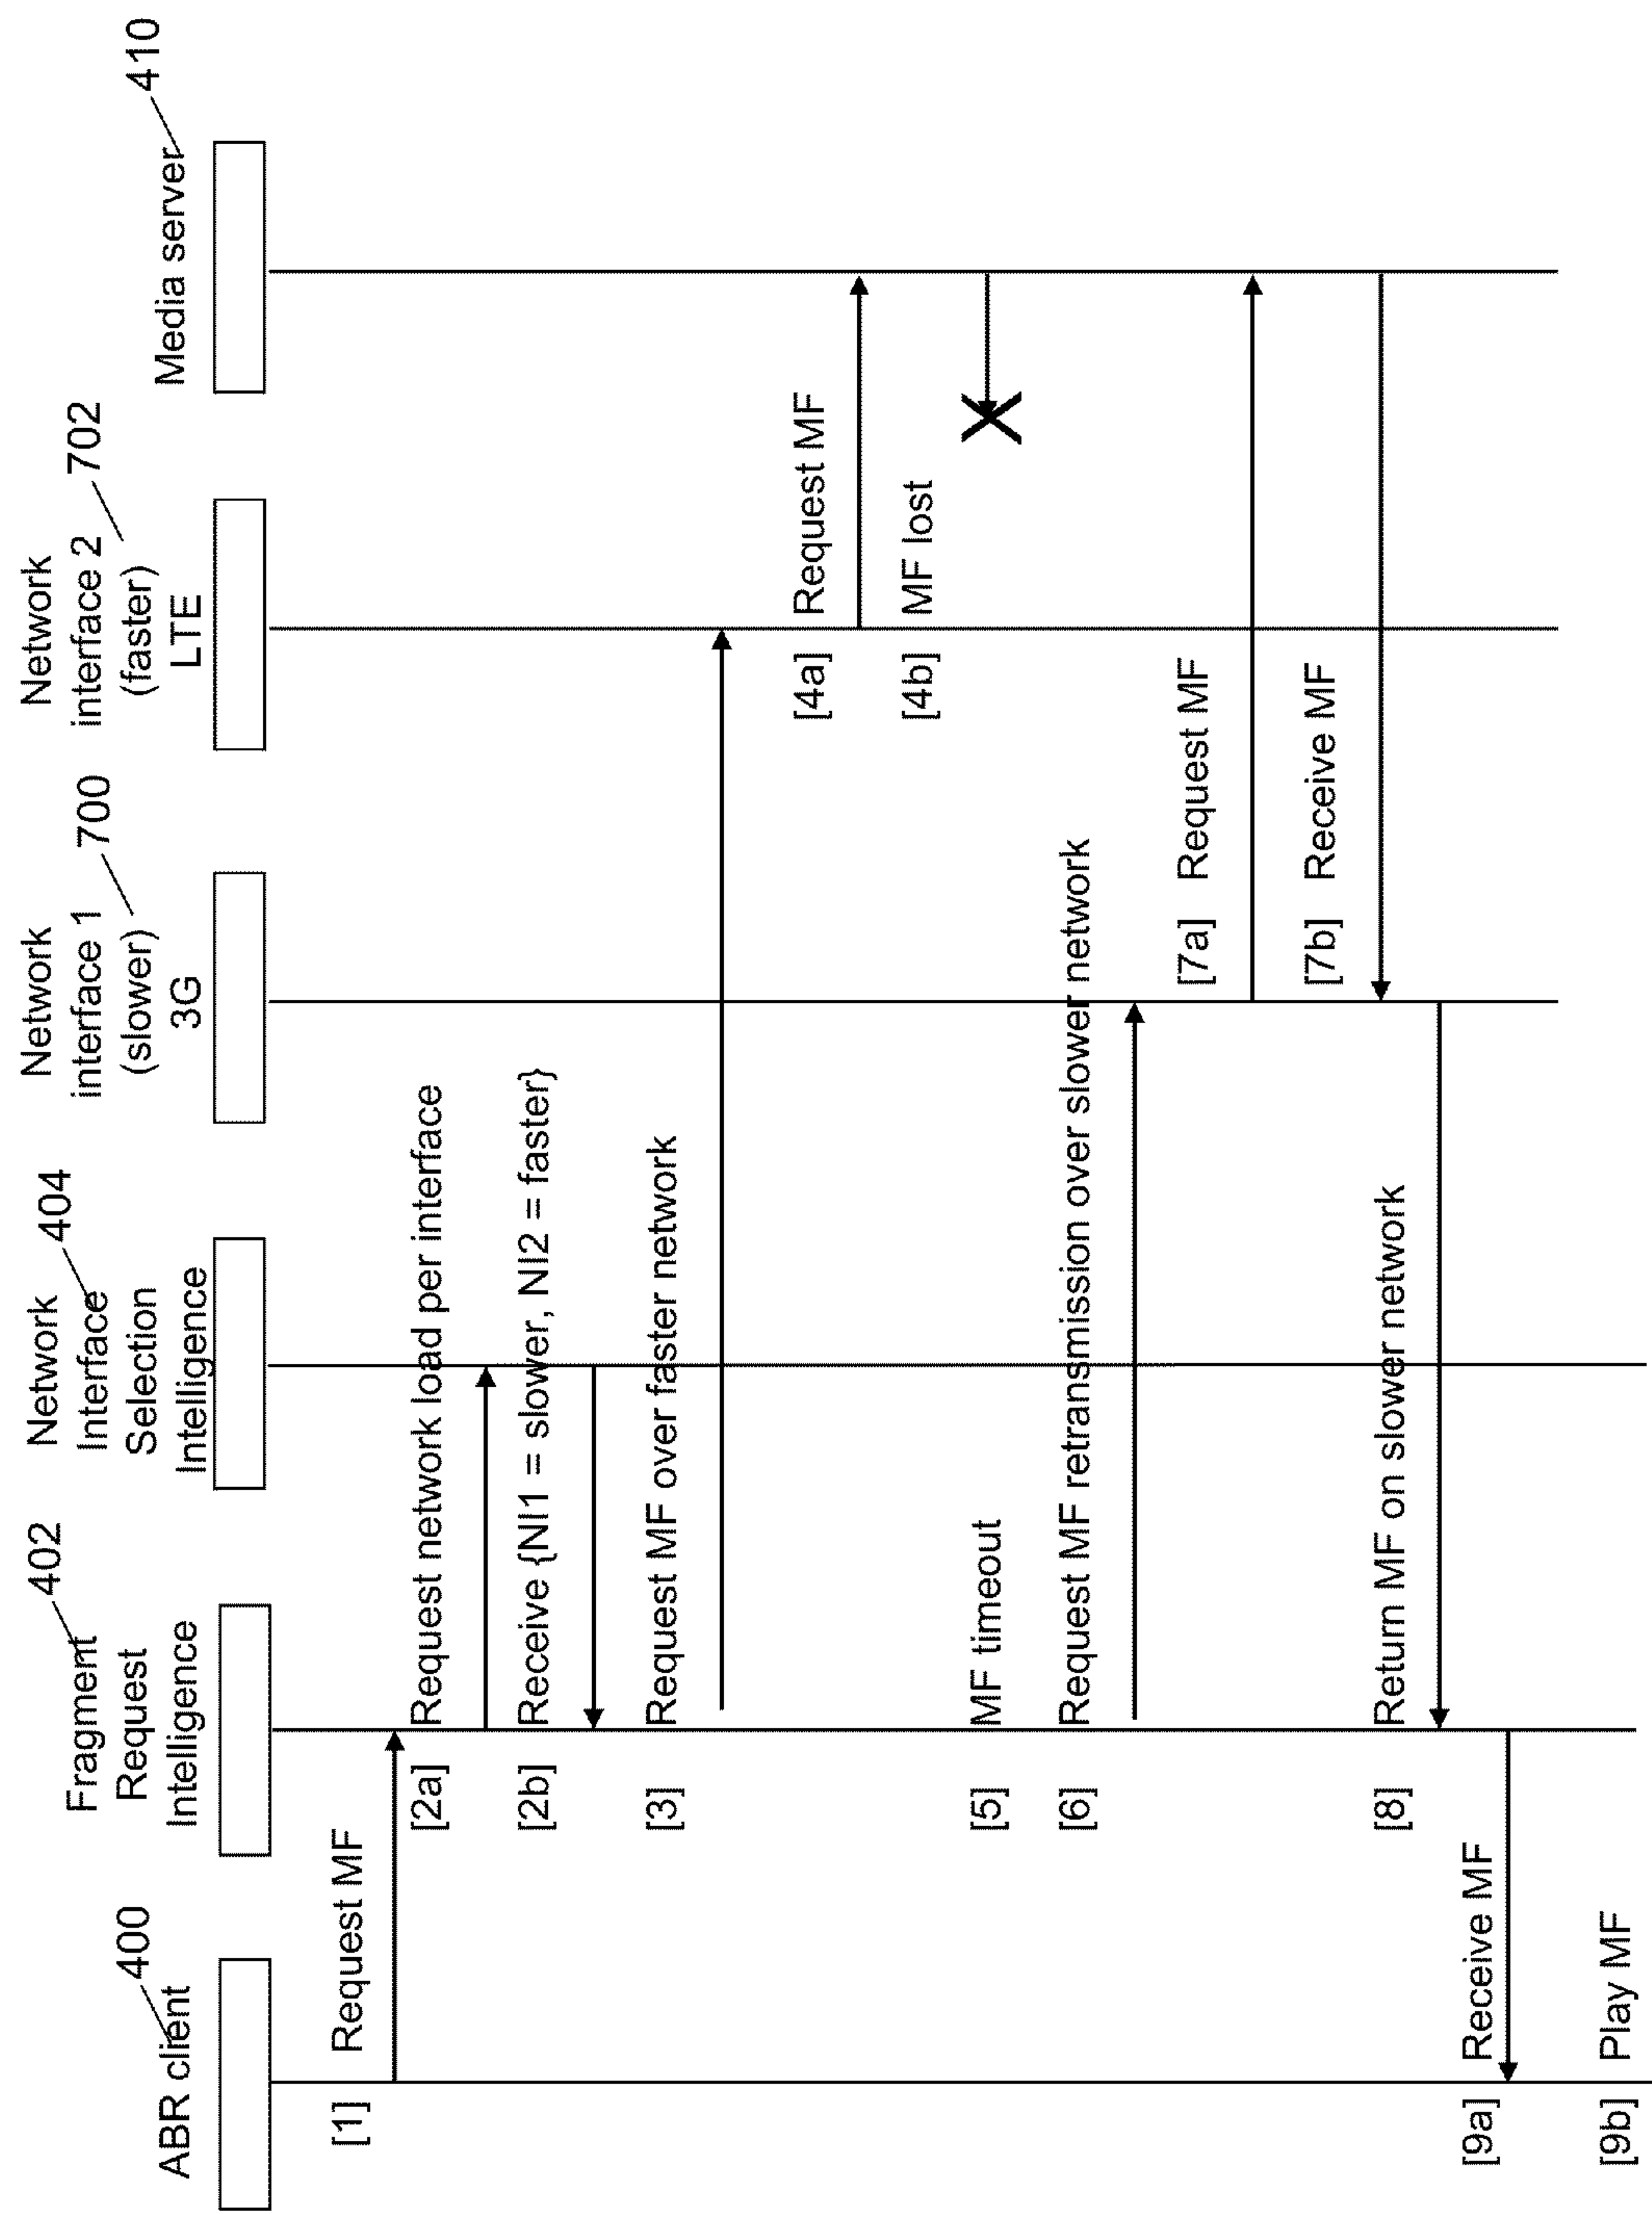 ABR client
400
Fragment
Request
Intelligence
402
Network
Interface
Selection
Intelligence
404
Network
interface 1
(slower)
3G
700
Network
interface 2
(faster)
LTE
702
Media server
410
[1] Request MF
[2a] Request network load per interface
[2b] Receive {NI1 = slower, NI2 = faster}
[3] Request MF over faster network
[4a] Request MF
[4b] MF lost
[5] MF timeout
[6] Request MF retransmission over slower network
[7a] Request MF
[7b] Receive MF
[8] Return MF on slower network
[9a] Receive MF
[9b] Play MF